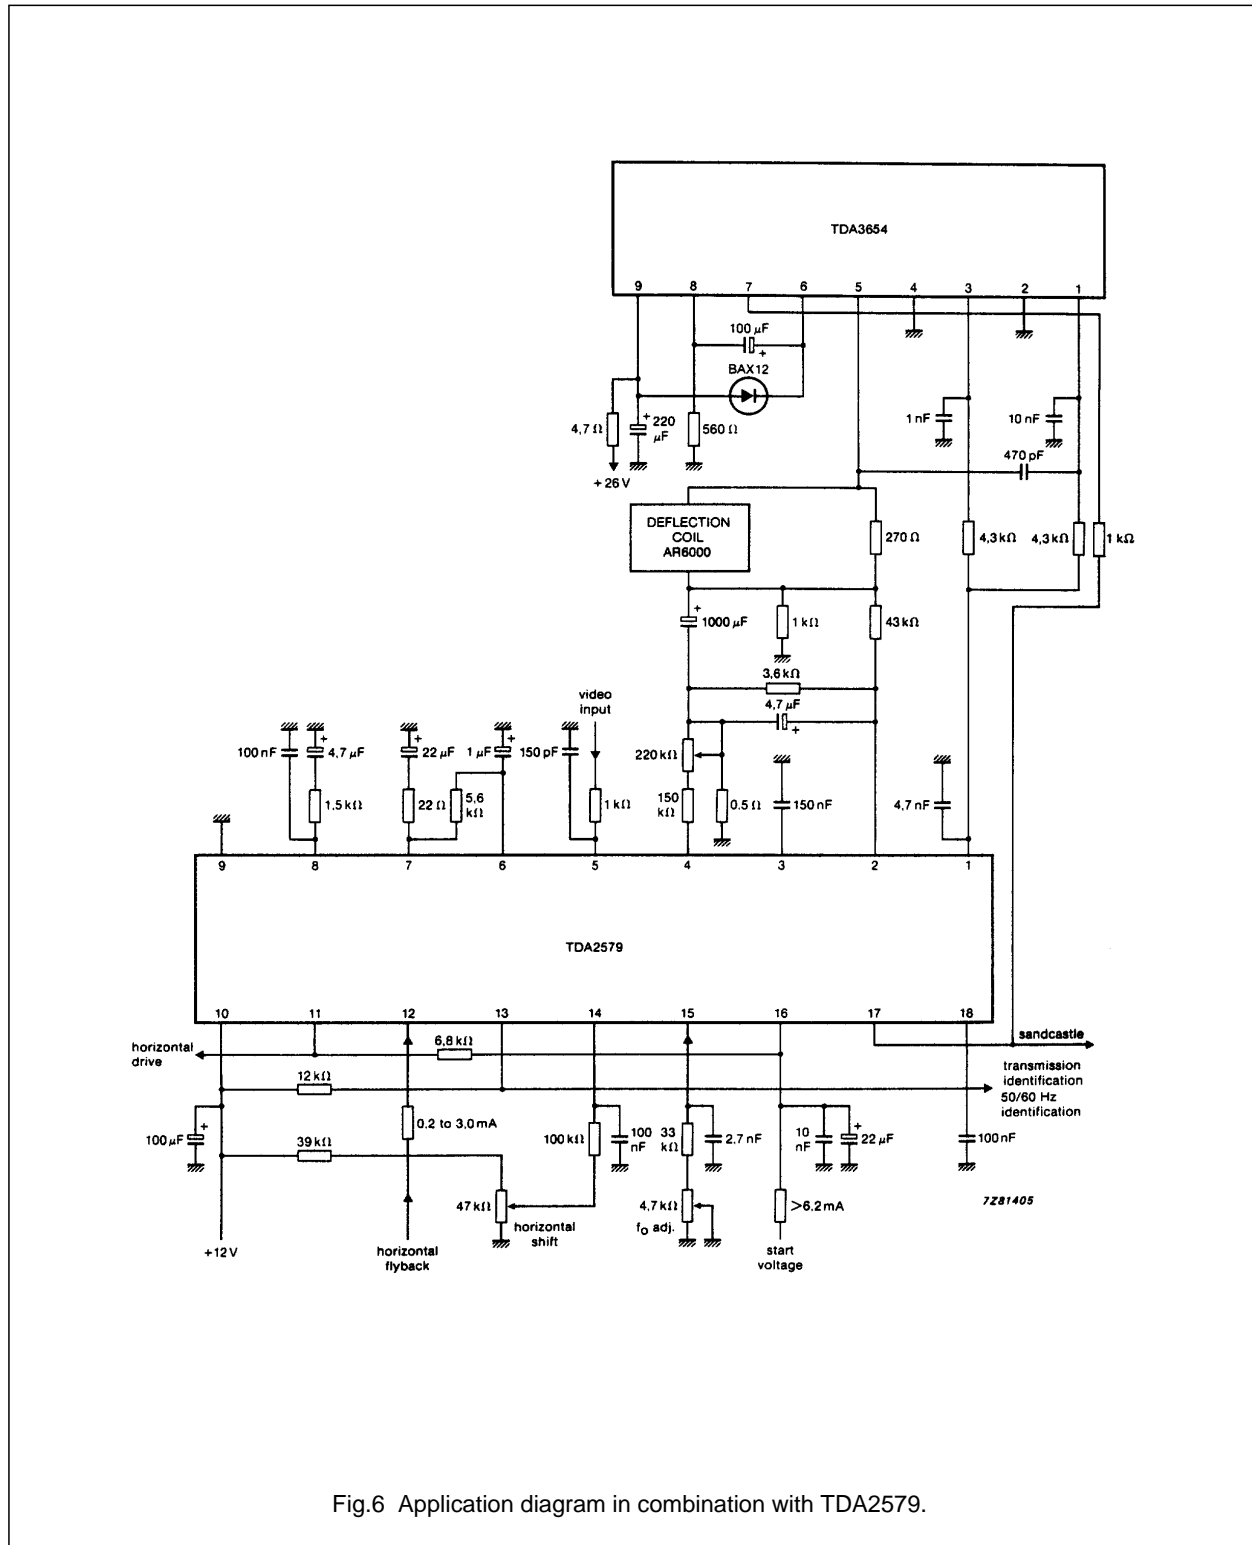 TDA3654
9 8 7 6 5 4 3 2 1
100 µF
+
BAX12
4,7 Ω
+
220
µF
560 Ω
+ 26 V
1 nF
10 nF
470 pF
DEFLECTION
COIL
AR6000
270 Ω
4,3 kΩ
4,3 kΩ
1 kΩ
+
1000 µF
1 kΩ
43 kΩ
3,6 kΩ
4,7 µF
+
video
input
100 nF
+
4,7 µF
+
22 µF
1 µF
+
150 pF
220 kΩ
1,5 kΩ
22 Ω
5,6
kΩ
1 kΩ
150
kΩ
0.5 Ω
150 nF
4,7 nF
9 8 7 6 5 4 3 2 1
TDA2579
10 11 12 13 14 15 16 17 18
horizontal
drive
6,8 kΩ
sandcastle
12 kΩ
transmission
identification
50/60 Hz
identification
100 µF
+
0,2 to 3,0 mA
39 kΩ
100 kΩ
100
nF
33
kΩ
2,7 nF
10
nF
+
22 µF
100 nF
47 kΩ
horizontal
shift
4,7 kΩ
fo adj.
>6,2 mA
7Z81405
+12 V
horizontal
flyback
start
voltage
Fig.6 Application diagram in combination with TDA2579.